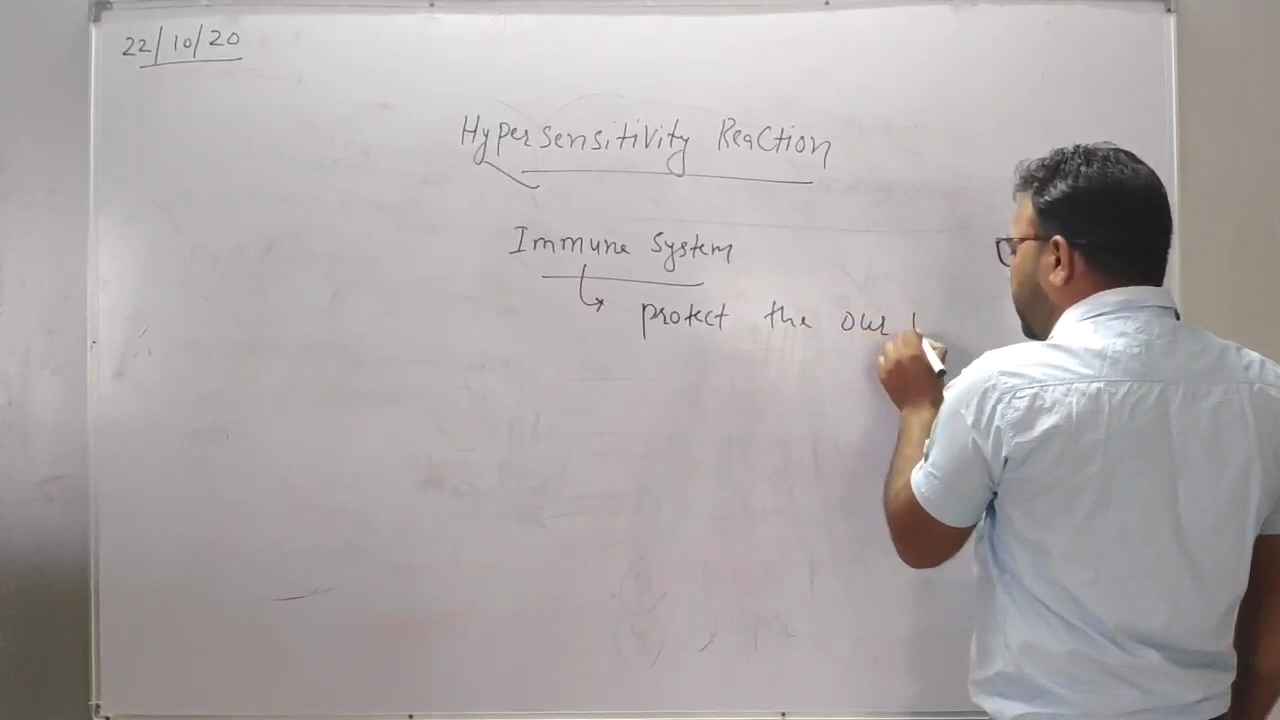 22/10/20
Hypersensitivity Reaction
Immune System
protect the our